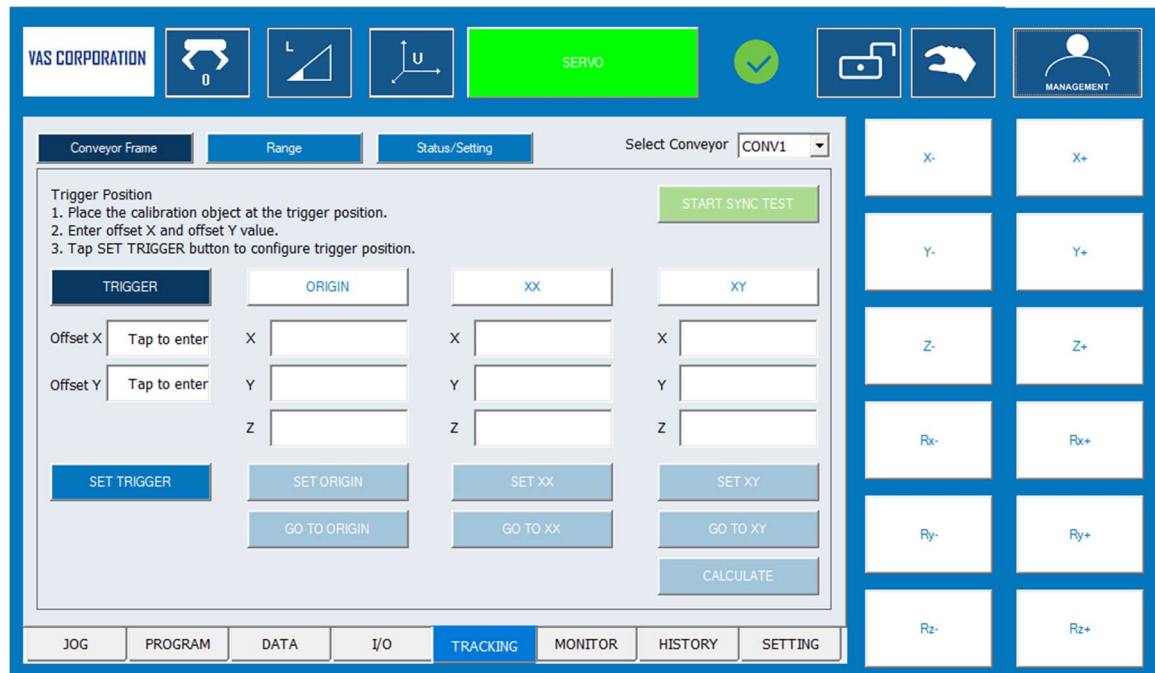 VAS CORPORATION
0
L
U
SERVO
MANAGEMENT
Conveyor Frame
Range
Status/Setting
Select Conveyor
CONV1
Trigger Position
1. Place the calibration object at the trigger position.
2. Enter offset X and offset Y value.
3. Tap SET TRIGGER button to configure trigger position.
START SYNC TEST
TRIGGER
ORIGIN
XX
XY
Offset X
Tap to enter
X
X
X
Offset Y
Tap to enter
Y
Y
Y
Z
Z
Z
SET TRIGGER
SET ORIGIN
SET XX
SET XY
GO TO ORIGIN
GO TO XX
GO TO XY
CALCULATE
JOG
PROGRAM
DATA
I/O
TRACKING
MONITOR
HISTORY
SETTING
X-
X+
Y-
Y+
Z-
Z+
Rx-
Rx+
Ry-
Ry+
Rz-
Rz+